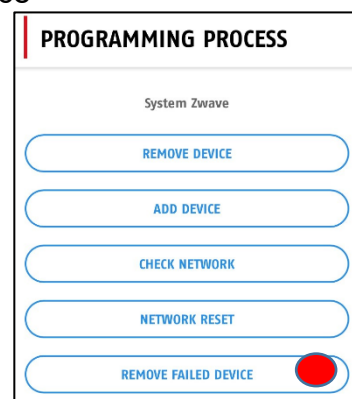 PROGRAMMING PROCESS
System Zwave
REMOVE DEVICE
ADD DEVICE
CHECK NETWORK
NETWORK RESET
REMOVE FAILED DEVICE